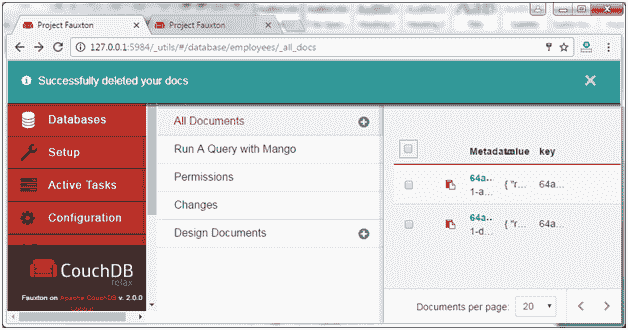 Project Fauxton
Project Fauxton
127.0.0.1:5984/_utils/#/database/employees/_all_docs
Successfully deleted your docs
Databases
Setup
Active Tasks
Configuration
CouchDB
relax
Fauxton on Apache CouchDB v. 2.0.0
All Documents
Run A Query with Mango
Permissions
Changes
Design Documents
Metadata value key
64a... { "r... 64a...
1-a...
64a... { "r... 64a...
1-d...
Documents per page: 20